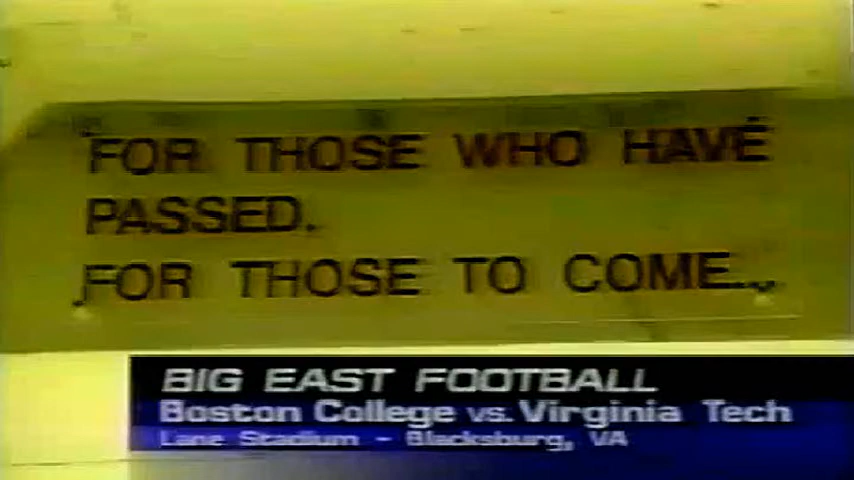 FOR THOSE WHO HAVE
PASSED.
FOR THOSE TO COME...
BIG EAST FOOTBALL
Boston College vs. Virginia Tech
Lane Stadium - Blacksburg, VA